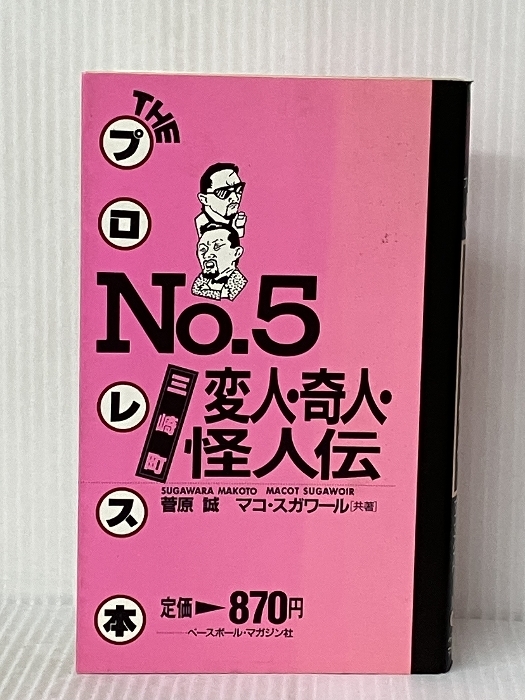 THE
プロレス本
No.5
三崎町
変人・奇人・
怪人伝
SUGAWARA MAKOTO MACOT SUGAWOIR
菅原 誠 マコ・スガワール[共著]
定価 870円
ベースボール・マガジン社